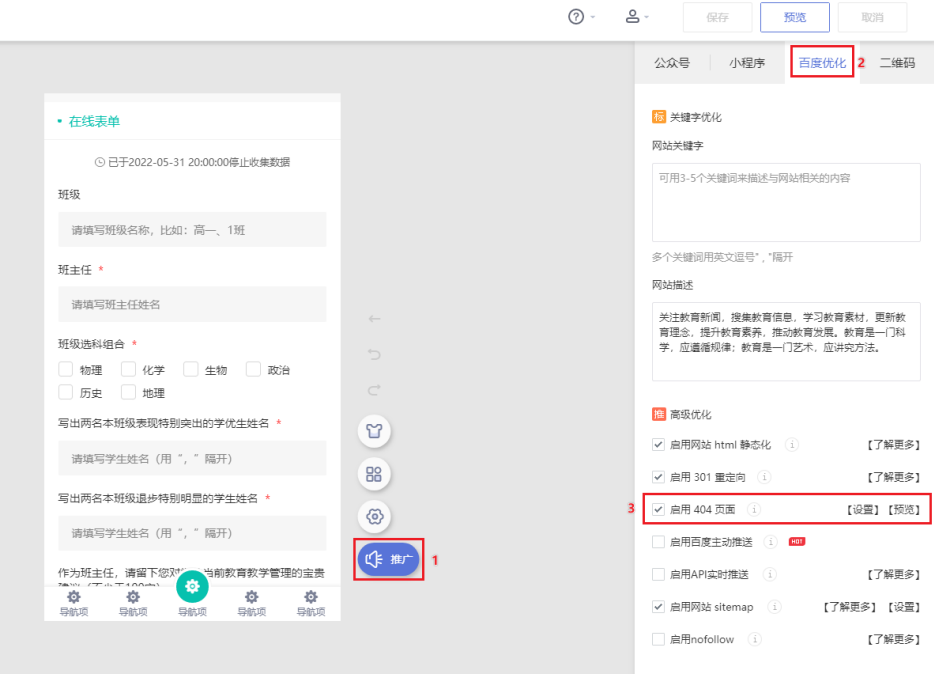 保存 预览 取消
公众号 小程序 百度优化 2 二维码
在线表单
已于2022-05-31 20:00:00停止收集数据
班级
请填写班级名称，比如：高一、1班
班主任 *
请填写班主任姓名
班级选科组合 *
物理 化学 生物 政治
历史 地理
写出两名本班级表现特别突出的学优生姓名 *
请填写学生姓名（用“，”隔开）
写出两名本班级退步特别明显的学生姓名 *
请填写学生姓名（用“，”隔开）
作为班主任，请留下您对 当前教育教学管理的宝贵
导航项 导航项 导航项 导航项 导航项
推广 1
标 关键字优化
网站关键字
可用3-5个关键词来描述与网站相关的内容
多个关键词用英文逗号“ , ”隔开
网站描述
关注教育新闻，搜集教育信息，学习教育素材，更新教
育理念，提升教育素养，推动教育发展。教育是一门科
学，应遵循规律；教育是一门艺术，应讲究方法。
推 高级优化
启用网站 html 静态化 【了解更多】
启用 301 重定向 【了解更多】
3 启用 404 页面 【设置】【预览】
启用百度主动推送 HOT
启用API实时推送 【了解更多】
启用网站 sitemap 【了解更多】【设置】
启用nofollow 【了解更多】